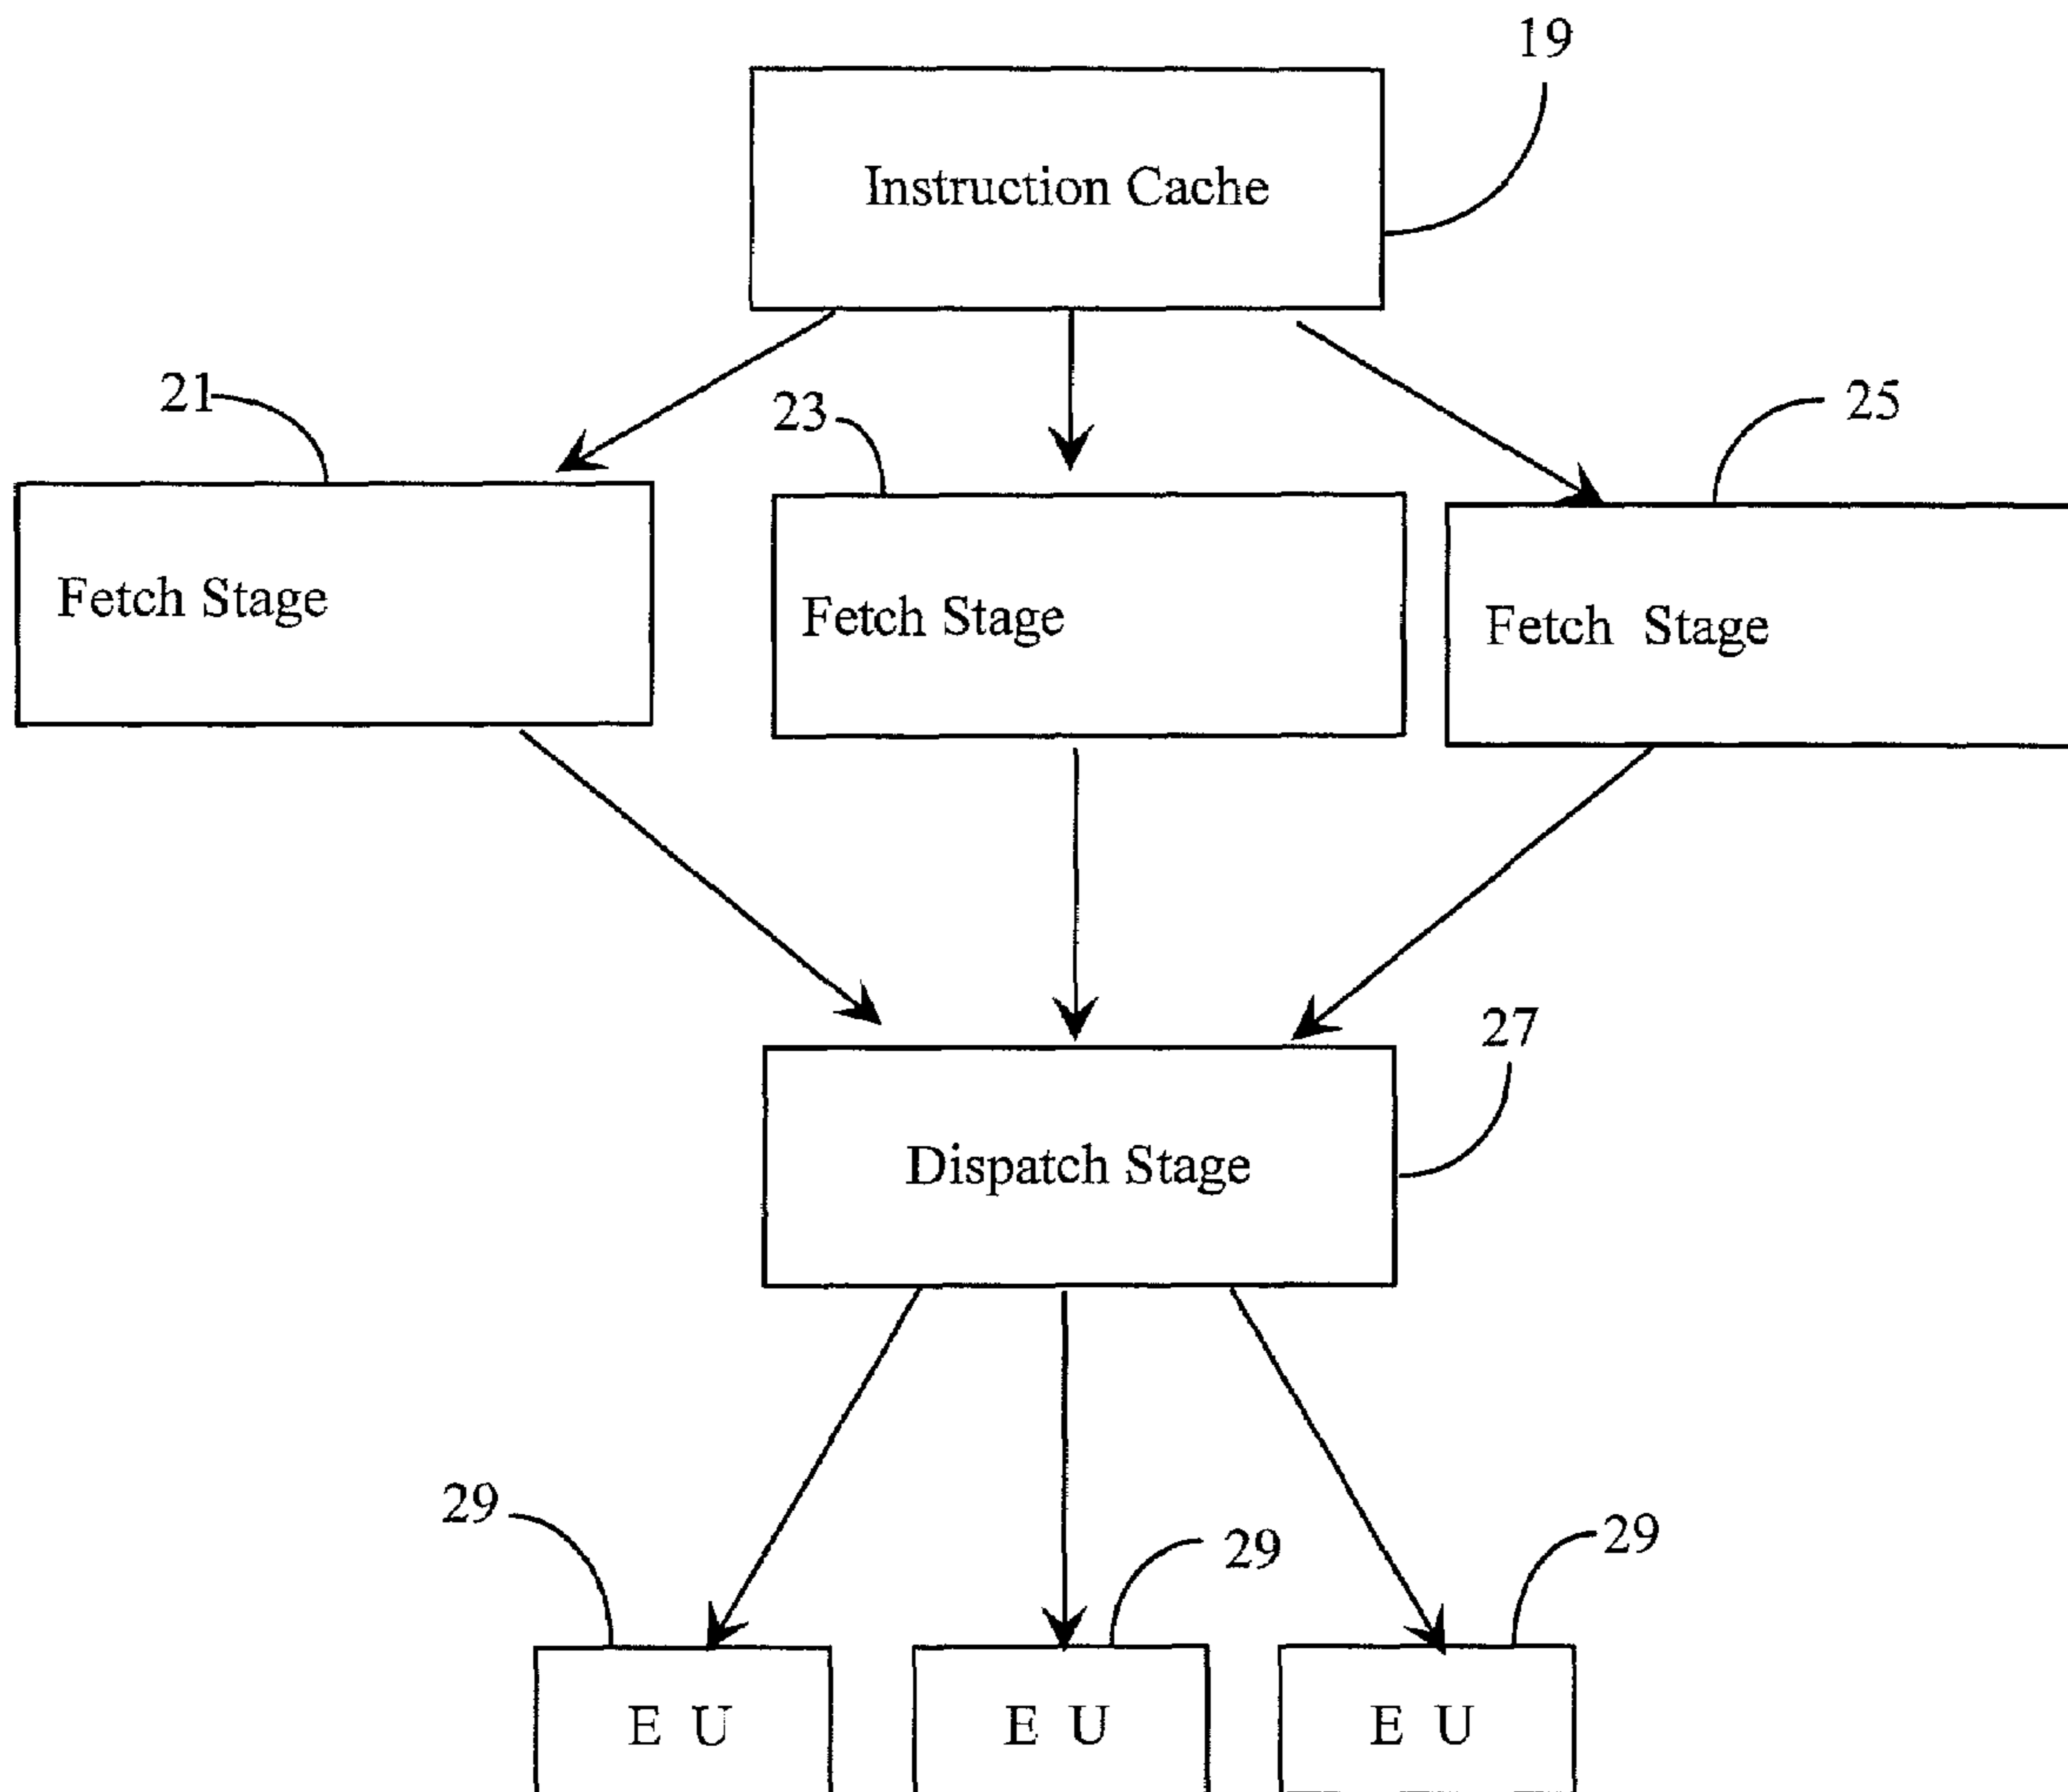 19
Instruction Cache
21
23
25
Fetch Stage
Fetch Stage
Fetch Stage
27
Dispatch Stage
29
29
29
E U
E U
E U